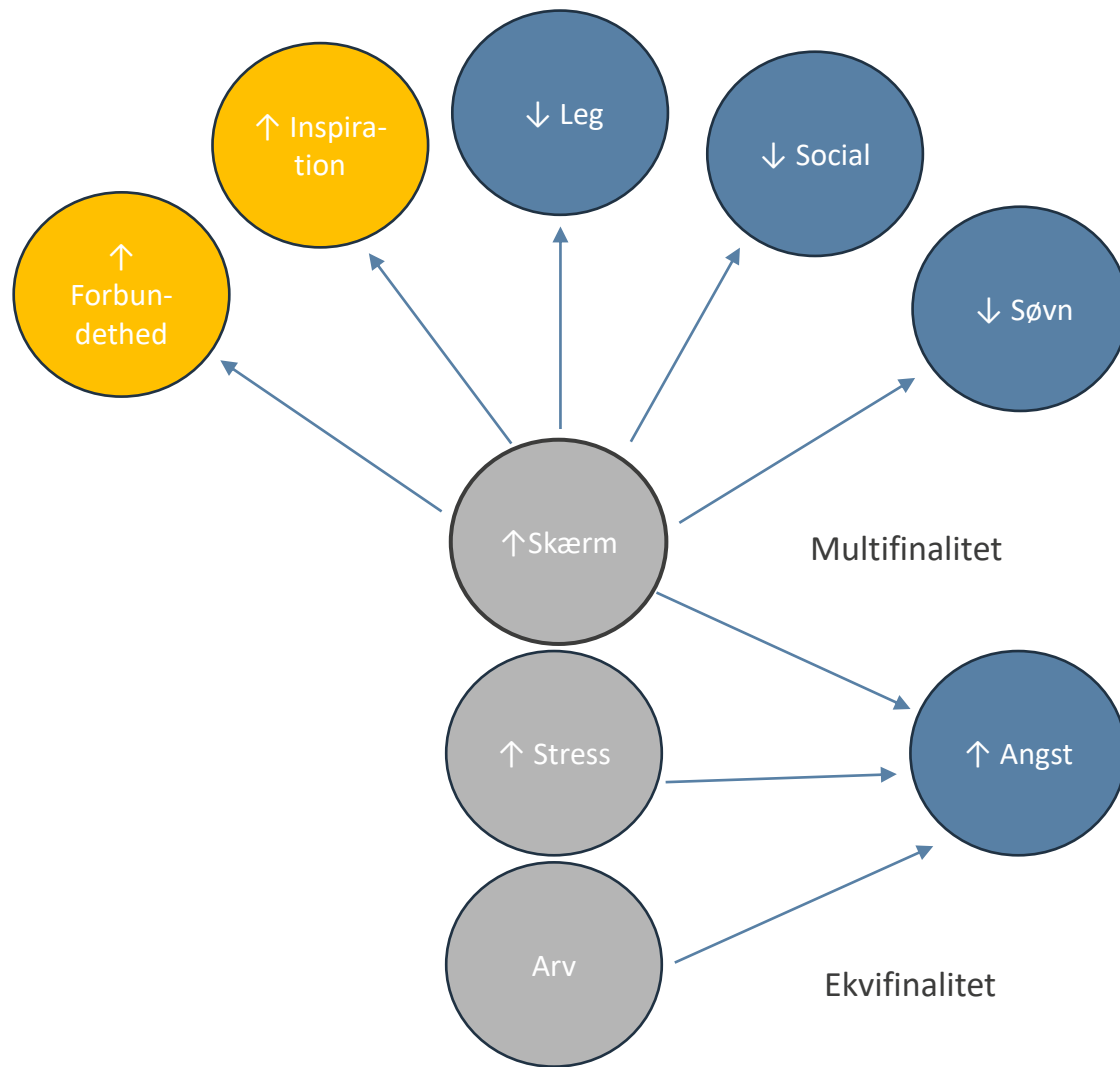 ↑
Forbun-
dethed
↑ Inspira-
tion
↓ Leg
↓ Social
↓ Søvn
↑Skærm
Multifinalitet
↑ Stress
↑ Angst
Arv
Ekvifinalitet